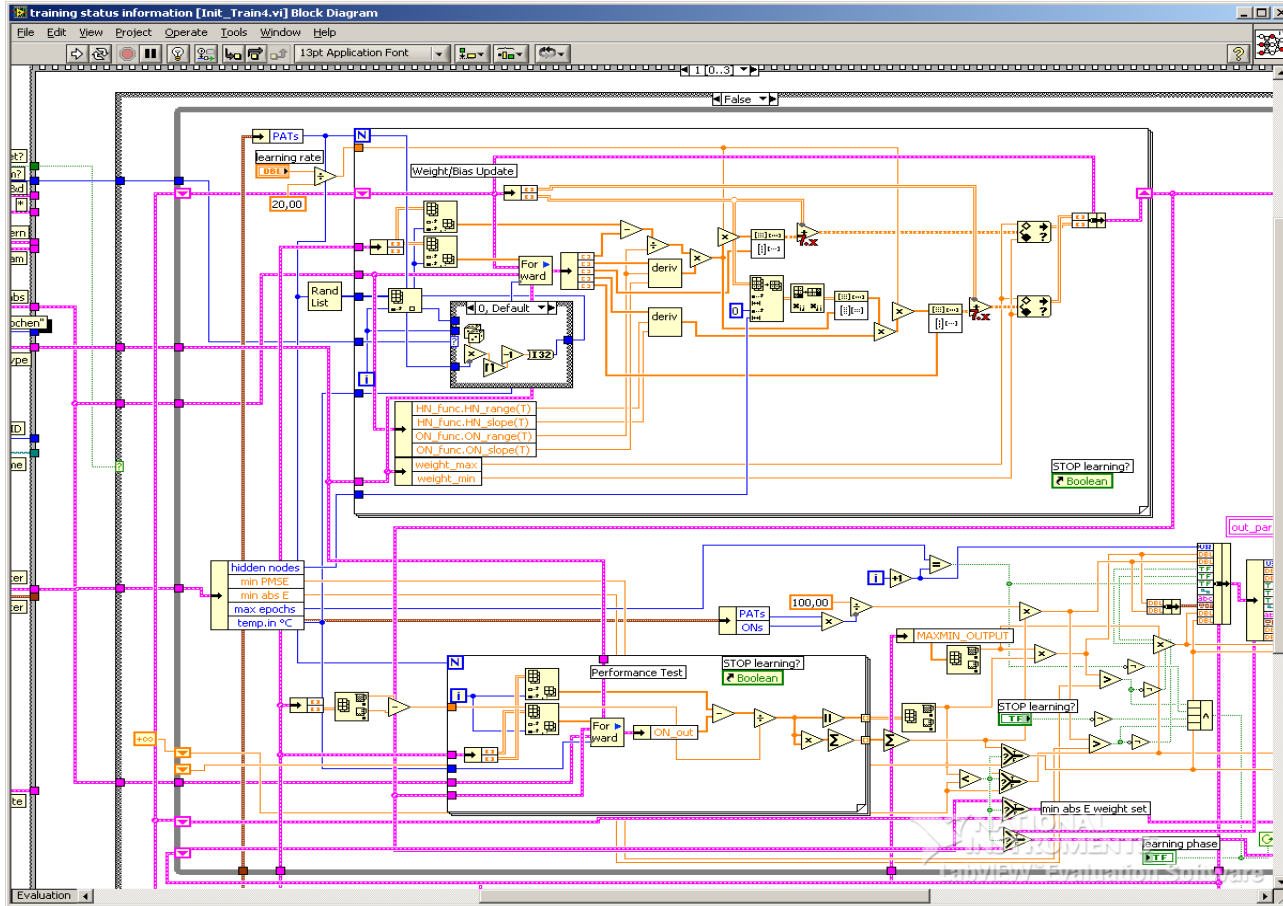 training status information [Init_Train4.vi] Block Diagram
File Edit View Project Operate Tools Window Help
13pt Application Font
1 [0..3]
False
PATs
N
learning rate
DBL
20,00
Weight/Bias Update
For ward
deriv
Rand List
0, Default
deriv
0
I32
i
HN_func.HN_range(T)
HN_func.HN_slope(T)
ON_func.ON_range(T)
ON_func.ON_slope(T)
weight_max
weight_min
STOP learning?
Boolean
out_par
hidden nodes
min PMSE
min abs E
max epochs
temp.in °C
i
+1
=
100,00
PATs
ONs
MAXMIN_OUTPUT
N
Performance Test
STOP learning?
Boolean
i
For ward
ON_out
STOP learning?
TF
+∞
min abs E weight set
learning phase
TF
NATIONAL
INSTRUMENTS
LabVIEW Evaluation Software
Evaluation